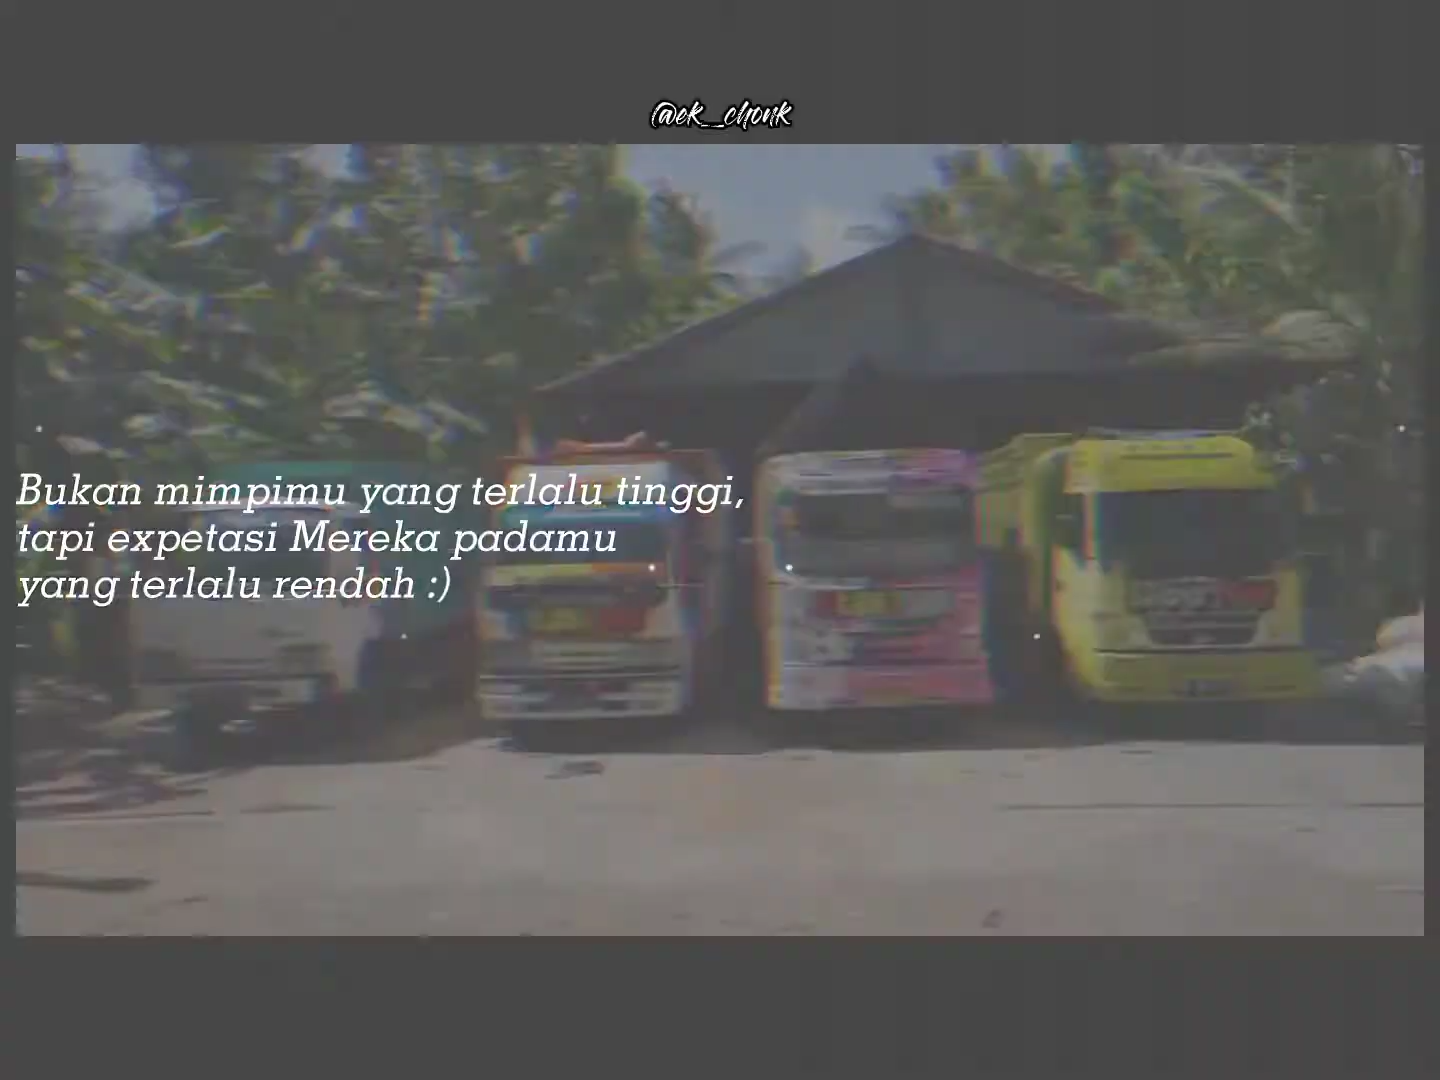 @ek_chonk
Bukan mimpimu yang terlalu tinggi,
tapi expetasi Mereka padamu
yang terlalu rendah :)